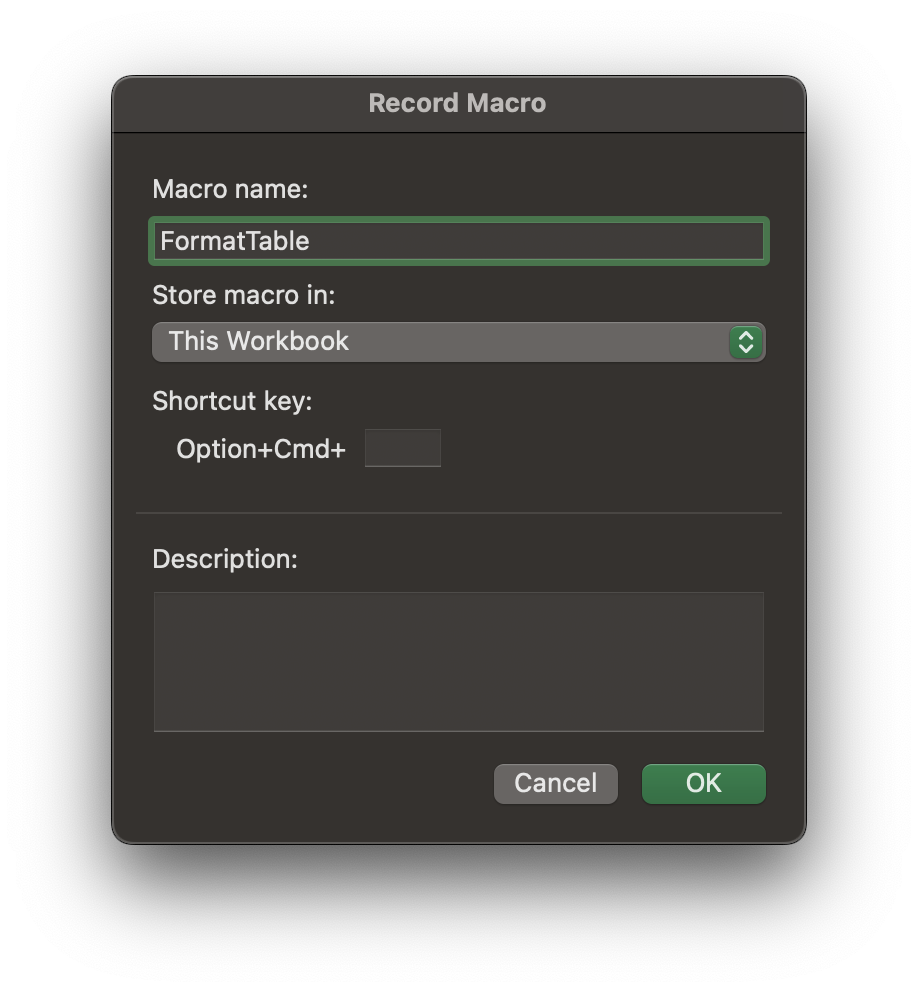 Record Macro
Macro name:
FormatTable
Store macro in:
This Workbook
Shortcut key:
Option+Cmd+
Description:
Cancel OK